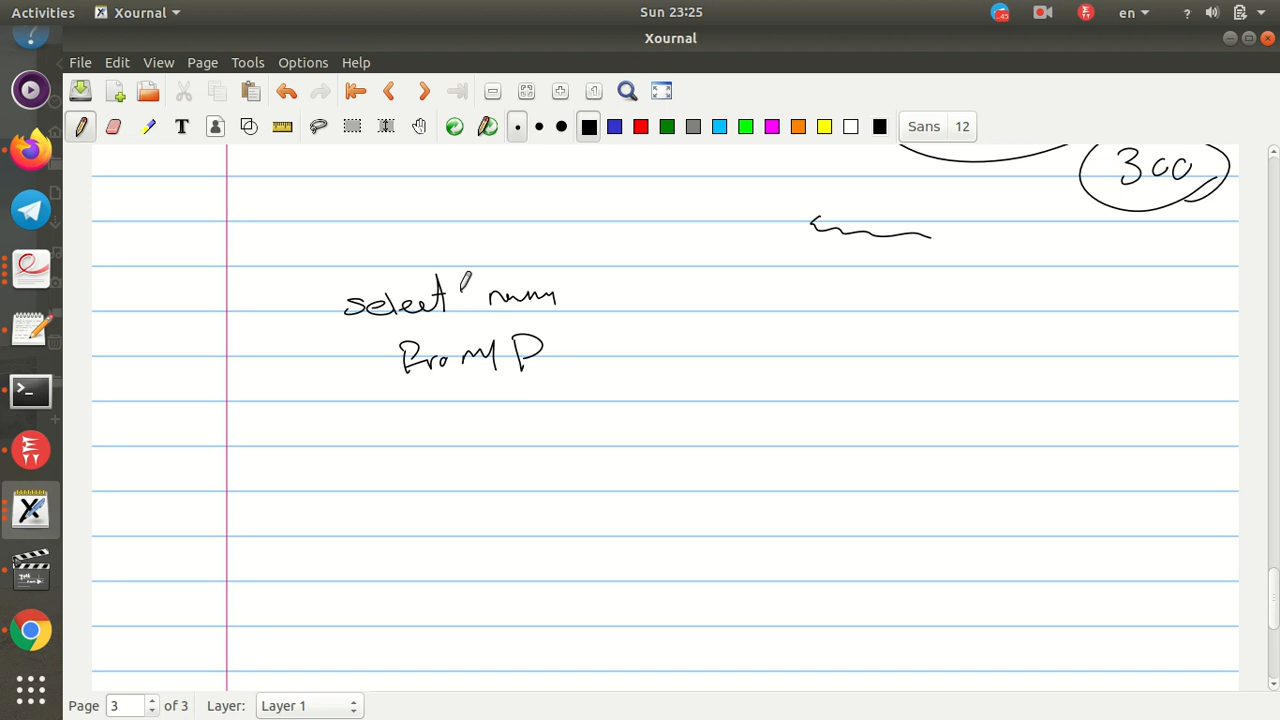 Activities Xournal Sun 23:25 en ?
Xournal
File Edit View Page Tools Options Help
T Sans 12
300
select num
From P
Page 3 of 3 Layer: Layer 1